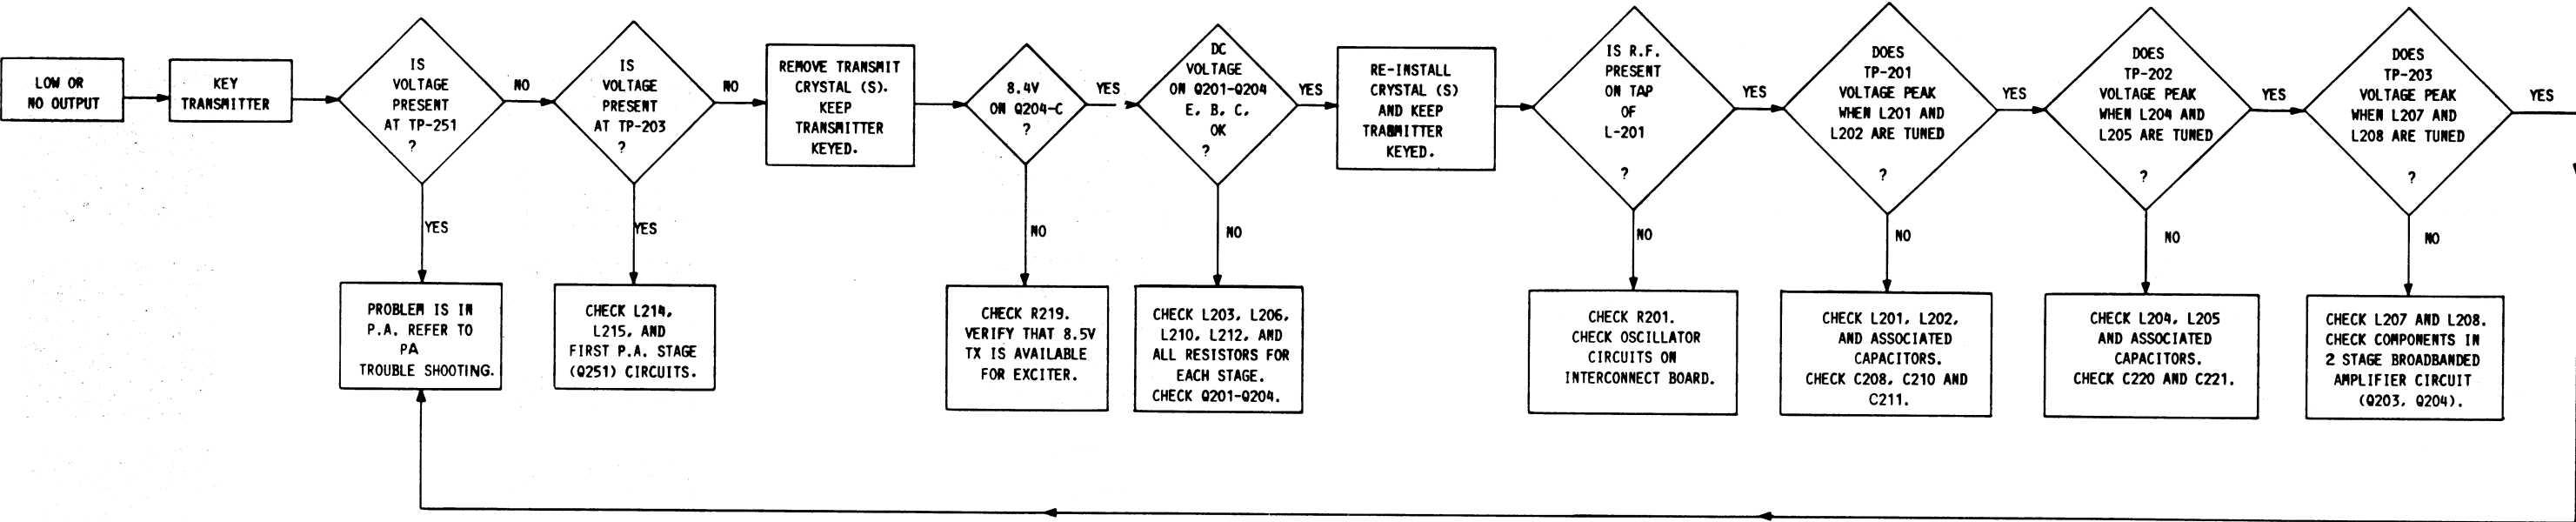 LOW OR
NO OUTPUT
KEY
TRANSMITTER
IS
VOLTAGE
PRESENT
AT TP-251
?
NO
YES
PROBLEM IS IN
P.A. REFER TO
PA
TROUBLE SHOOTING.
IS
VOLTAGE
PRESENT
AT TP-203
?
NO
YES
CHECK L214,
L215, AND
FIRST P.A. STAGE
(Q251) CIRCUITS.
REMOVE TRANSMIT
CRYSTAL (S).
KEEP
TRANSMITTER
KEYED.
8.4V
ON Q204-C
?
YES
NO
CHECK R219.
VERIFY THAT 8.5V
TX IS AVAILABLE
FOR EXCITER.
DC
VOLTAGE
ON Q201-Q204
E, B, C,
OK
?
YES
NO
CHECK L203, L206,
L210, L212, AND
ALL RESISTORS FOR
EACH STAGE.
CHECK Q201-Q204.
RE-INSTALL
CRYSTAL (S)
AND KEEP
KEYED.
IS R.F.
PRESENT
ON TAP
OF
L-201
?
YES
NO
CHECK R201.
CHECK OSCILLATOR
CIRCUITS ON
INTERCONNECT BOARD.
DOES
TP-201
VOLTAGE PEAK
WHEN L201 AND
L202 ARE TUNED
?
YES
NO
CHECK L201, L202,
AND ASSOCIATED
CAPACITORS.
CHECK C208, C210 AND
C211.
DOES
TP-202
VOLTAGE PEAK
WHEN L204 AND
L205 ARE TUNED
?
YES
NO
CHECK L204, L205
AND ASSOCIATED
CAPACITORS.
CHECK C220 AND C221.
DOES
TP-203
VOLTAGE PEAK
WHEN L207 AND
L208 ARE TUNED
?
YES
NO
CHECK L207 AND L208.
CHECK COMPONENTS IN
2 STAGE BROADBANDED
AMPLIFIER CIRCUIT
(Q203, Q204).